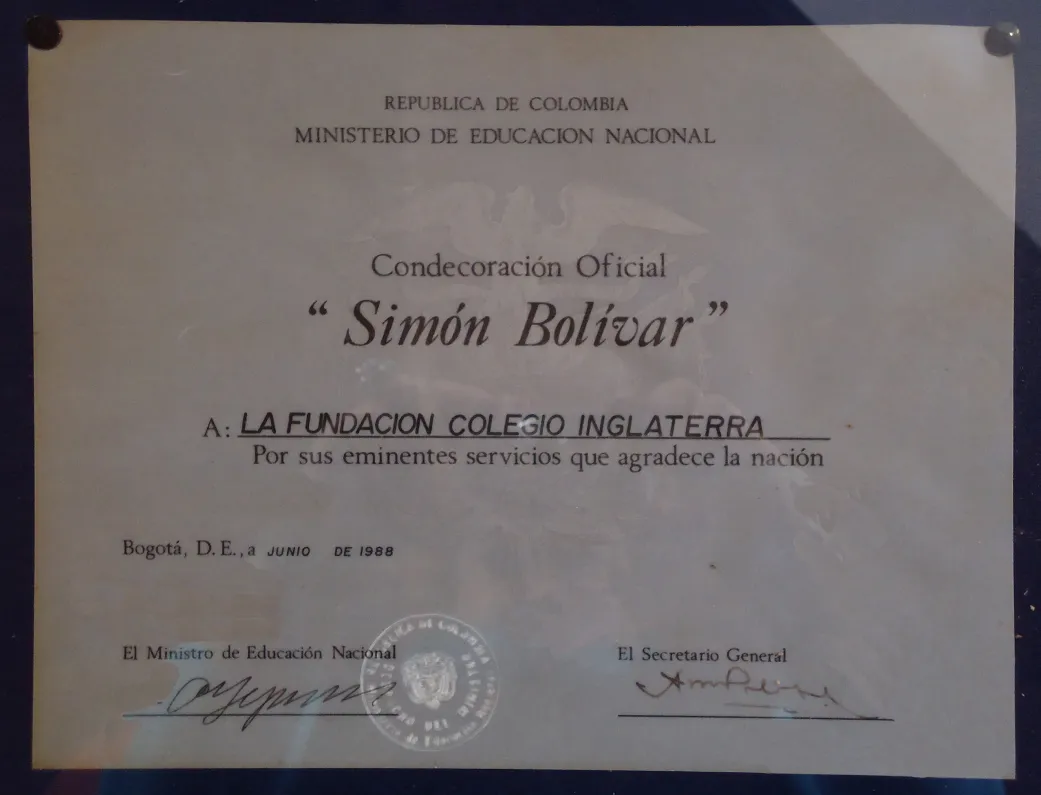 REPUBLICA DE COLOMBIA
MINISTERIO DE EDUCACION NACIONAL
Condecoración Oficial
“ Simón Bolívar ”
A: LA FUNDACION COLEGIO INGLATERRA
Por sus eminentes servicios que agradece la nación
Bogotá, D. E., a JUNIO DE 1988
El Ministro de Educación Nacional
El Secretario General